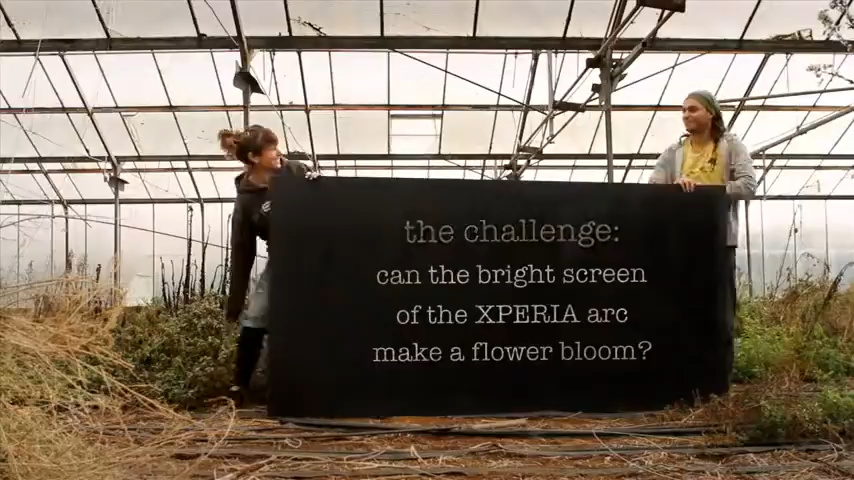 the challenge:
can the bright screen
of the XPERIA arc
make a flower bloom?